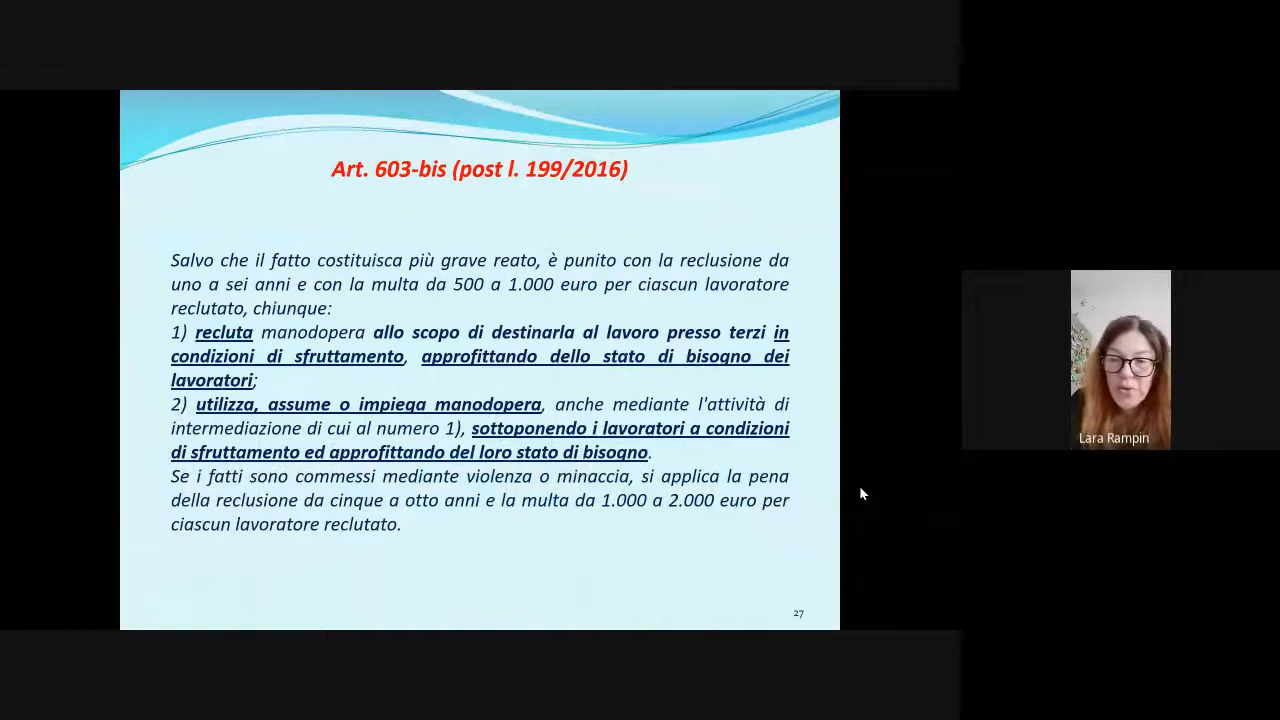 Art. 603-bis (post l. 199/2016)
Salvo che il fatto costituisca più grave reato, è punito con la reclusione da
uno a sei anni e con la multa da 500 a 1.000 euro per ciascun lavoratore
reclutato, chiunque:
1) recluta manodopera allo scopo di destinarla al lavoro presso terzi in
condizioni di sfruttamento, approfittando dello stato di bisogno dei
lavoratori;
2) utilizza, assume o impiega manodopera, anche mediante l'attività di
intermediazione di cui al numero 1), sottoponendo i lavoratori a condizioni
di sfruttamento ed approfittando del loro stato di bisogno.
Se i fatti sono commessi mediante violenza o minaccia, si applica la pena
della reclusione da cinque a otto anni e la multa da 1.000 a 2.000 euro per
ciascun lavoratore reclutato.
27
Lara Rampin